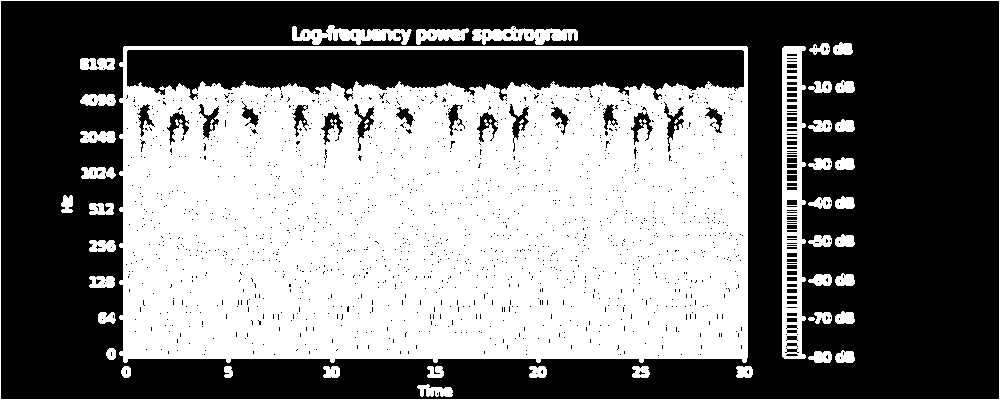 Log-frequency power spectrogram
8192
4096
2048
1024
512
256
128
64
0
Hz
0 5 10 15 20 25 30
Time
+0 dB
-10 dB
-20 dB
-30 dB
-40 dB
-50 dB
-60 dB
-70 dB
-80 dB